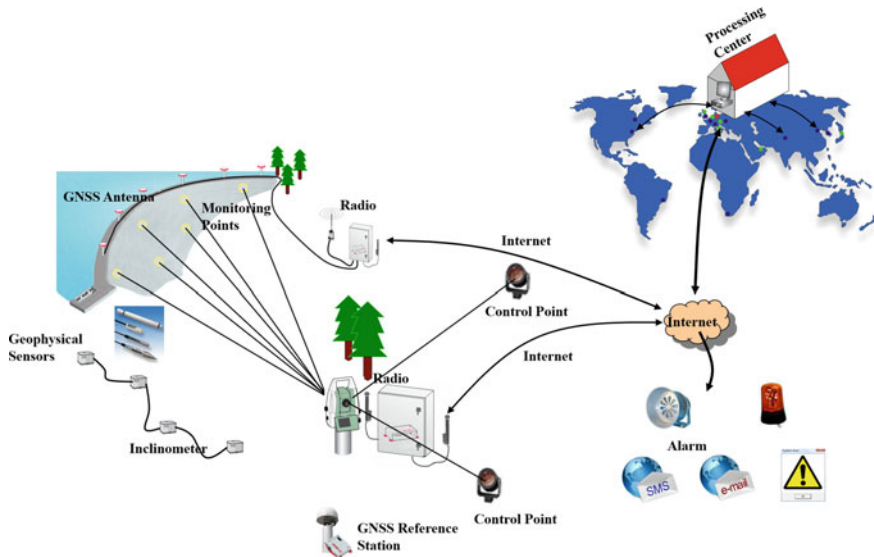 Processing
Center
GNSS Antenna
Monitoring
Points
Radio
Internet
Control Point
Internet
Geophysical
Sensors
Internet
Radio
Inclinometer
Alarm
SMS
e-mail
Control Point
GNSS Reference
Station